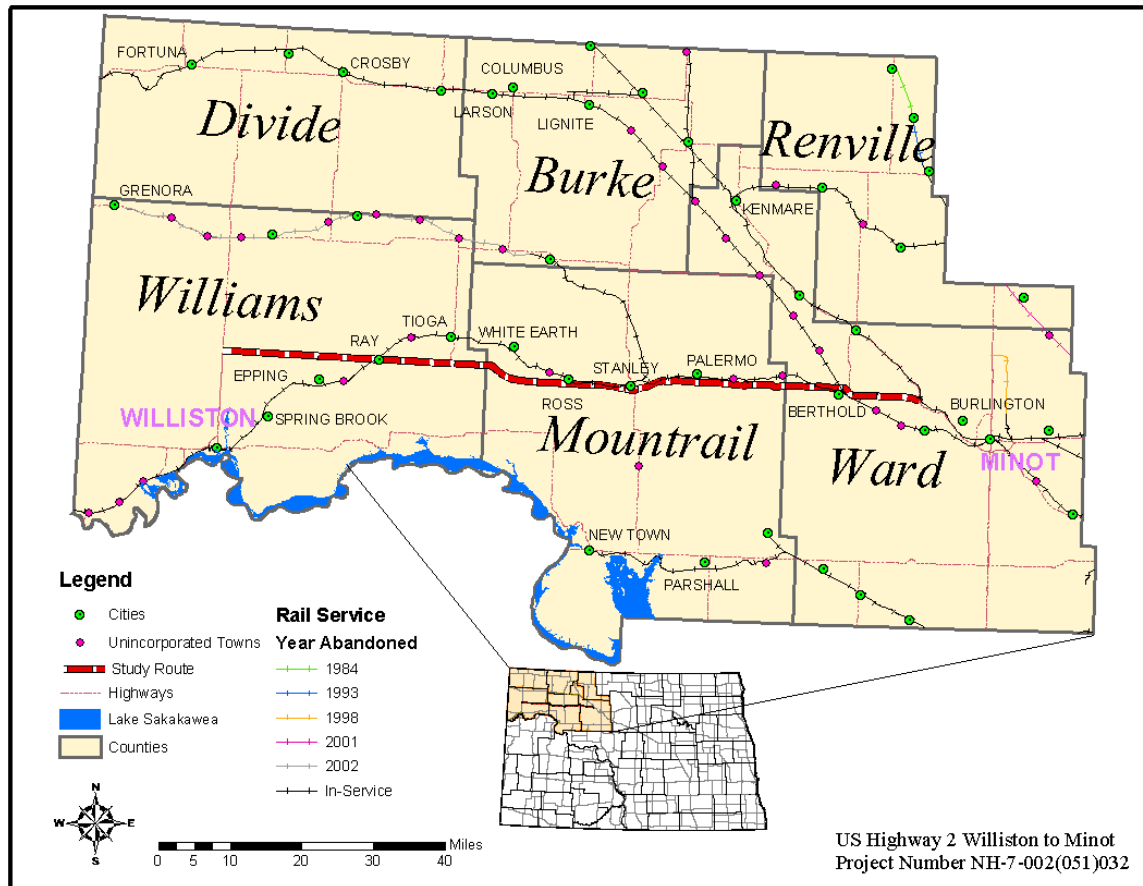 FORTUNA
CROSBY
COLUMBUS
LARSON
LIGNITE
Divide
Burke
Renville
GRENORA
KENMARE
Williams
TIOGA
WHITE EARTH
RAY
STANLEY
PALERMO
EPPING
ROSS
BERTHOLD
BURLINGTON
WILLISTON
SPRING BROOK
Mountrail
Ward
MINOT
NEW TOWN
PARSHALL
Legend
Cities
Unincorporated Towns
Study Route
Highways
Lake Sakakawea
Counties
Rail Service
Year Abandoned
1984
1993
1998
2001
2002
In-Service
N
W
E
S
Miles
0 5 10 20 30 40
US Highway 2 Williston to Minot
Project Number NH-7-002(051)032